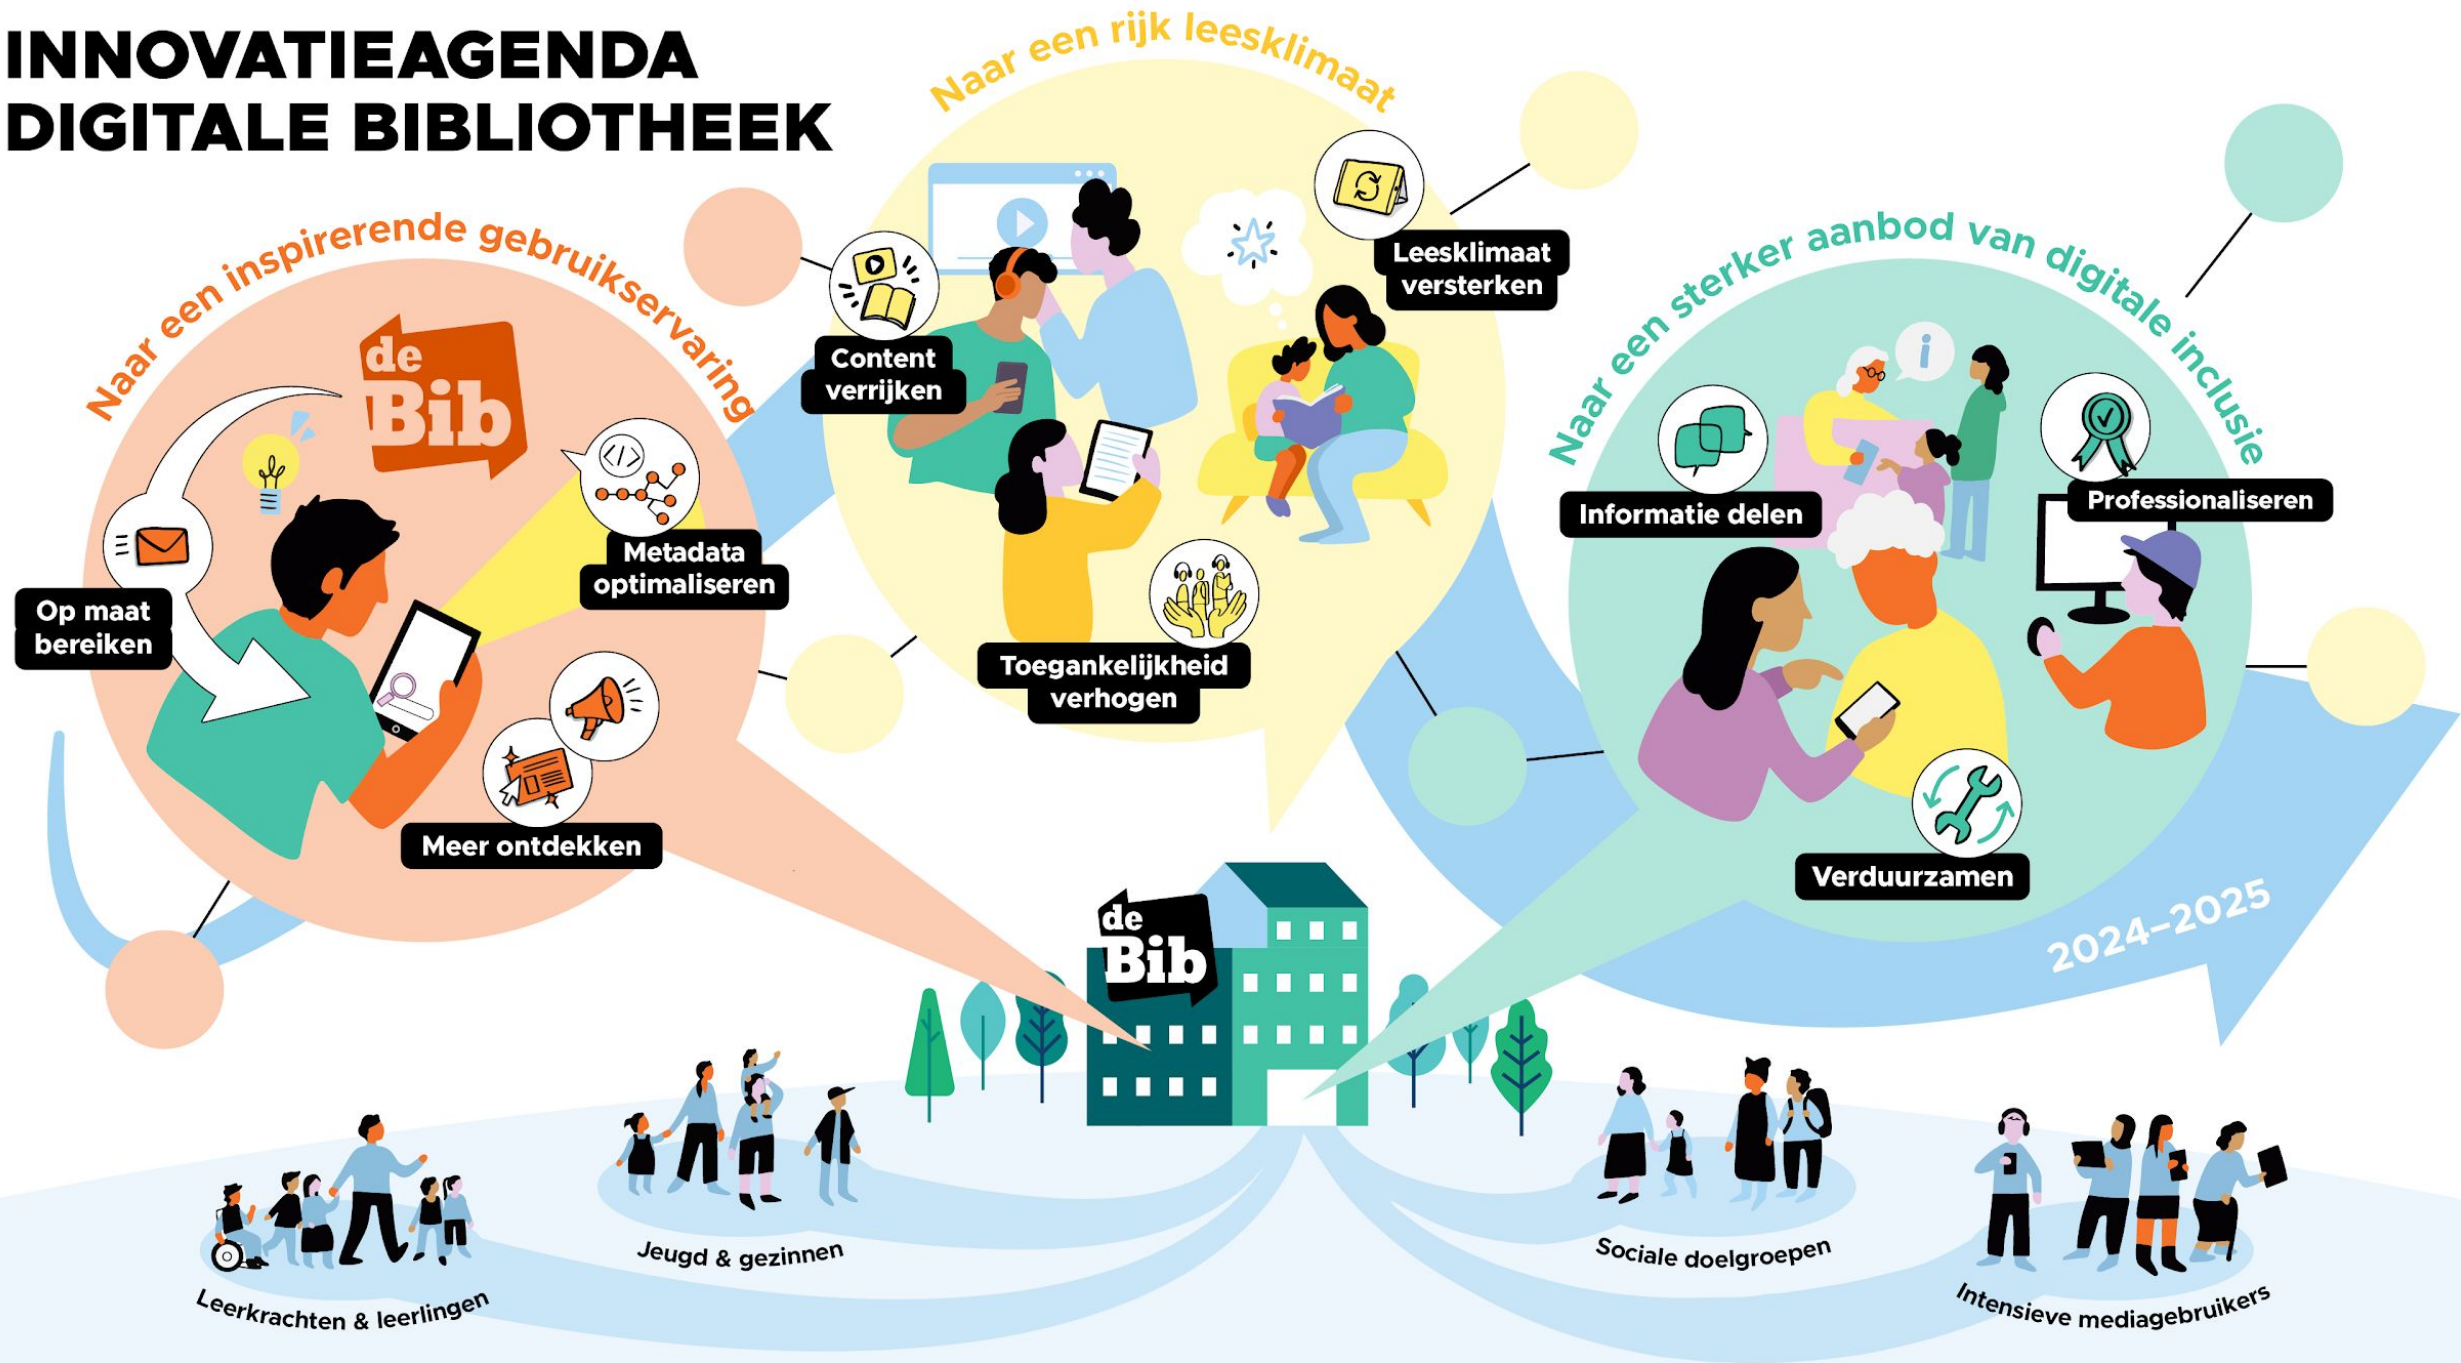 INNOVATIEAGENDA
DIGITALE BIBLIOTHEEK
Naar een inspirerende gebruikservaring
de
Bib
Op maat
bereiken
Metadata
optimaliseren
Meer ontdekken
Naar een rijk leesklimaat
Content
verrijken
Leesklimaat
versterken
Toegankelijkheid
verhogen
Naar een sterker aanbod van digitale inclusie
i
Informatie delen
Professionaliseren
Verduurzamen
2024-2025
de
Bib
Leerkrachten & leerlingen
Jeugd & gezinnen
Sociale doelgroepen
Intensieve mediagebruikers